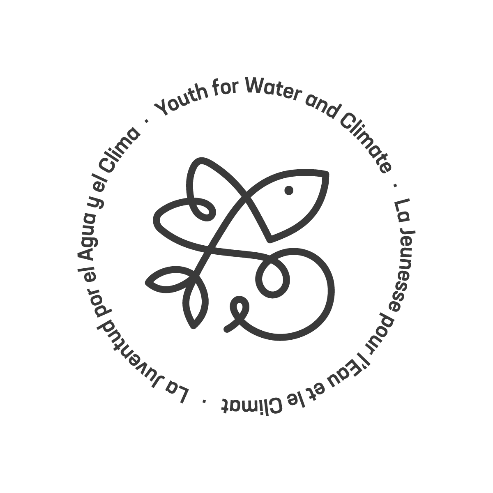 Youth for Water and Climate
·
La Jeunesse pour l'Eau et le Climat
·
La Juventud por el Agua y el Clima
·